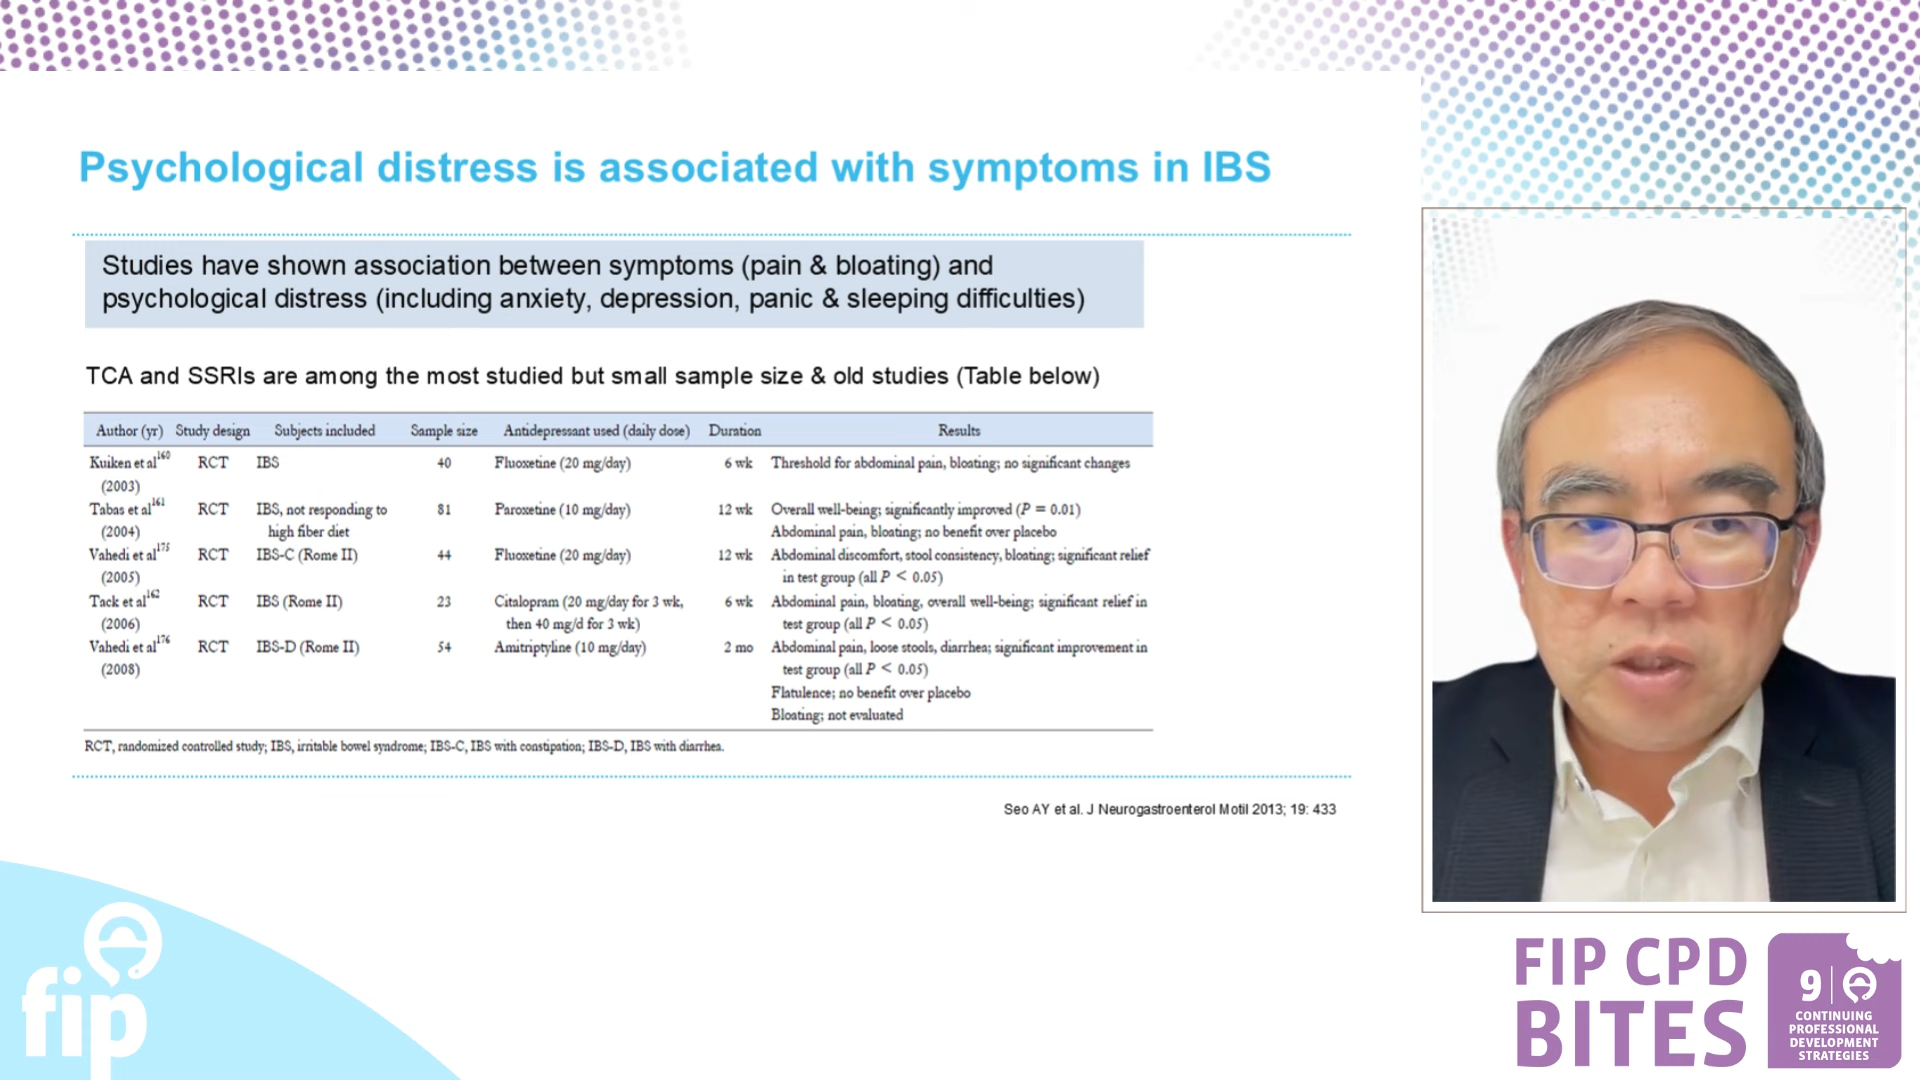 Psychological distress is associated with symptoms in IBS
Studies have shown association between symptoms (pain & bloating) and
psychological distress (including anxiety, depression, panic & sleeping difficulties)
TCA and SSRIs are among the most studied but small sample size & old studies (Table below)
Author (yr) Study design Subjects included Sample size Antidepressant used (daily dose) Duration Results
Kuiken et al160 RCT IBS 40 Fluoxetine (20 mg/day) 6 wk Threshold for abdominal pain, bloating; no significant changes
(2003)
Tabas et al161 RCT IBS, not responding to 81 Paroxetine (10 mg/day) 12 wk Overall well-being; significantly improved (P = 0.01)
(2004) high fiber diet Abdominal pain, bloating; no benefit over placebo
Vahedi et al175 RCT IBS-C (Rome II) 44 Fluoxetine (20 mg/day) 12 wk Abdominal discomfort, stool consistency, bloating; significant relief
(2005) in test group (all P < 0.05)
Tack et al162 RCT IBS (Rome II) 23 Citalopram (20 mg/day for 3 wk, 6 wk Abdominal pain, bloating, overall well-being; significant relief in
(2006) then 40 mg/d for 3 wk) test group (all P < 0.05)
Vahedi et al176 RCT IBS-D (Rome II) 54 Amitriptyline (10 mg/day) 2 mo Abdominal pain, loose stools, diarrhea; significant improvement in
(2008) test group (all P < 0.05)
Flatulence; no benefit over placebo
Bloating; not evaluated
RCT, randomized controlled study; IBS, irritable bowel syndrome; IBS-C, IBS with constipation; IBS-D, IBS with diarrhea.
Seo AY et al. J Neurogastroenterol Motil 2013; 19: 433
fip
FIP CPD
BITES
9
CONTINUING
PROFESSIONAL
DEVELOPMENT
STRATEGIES